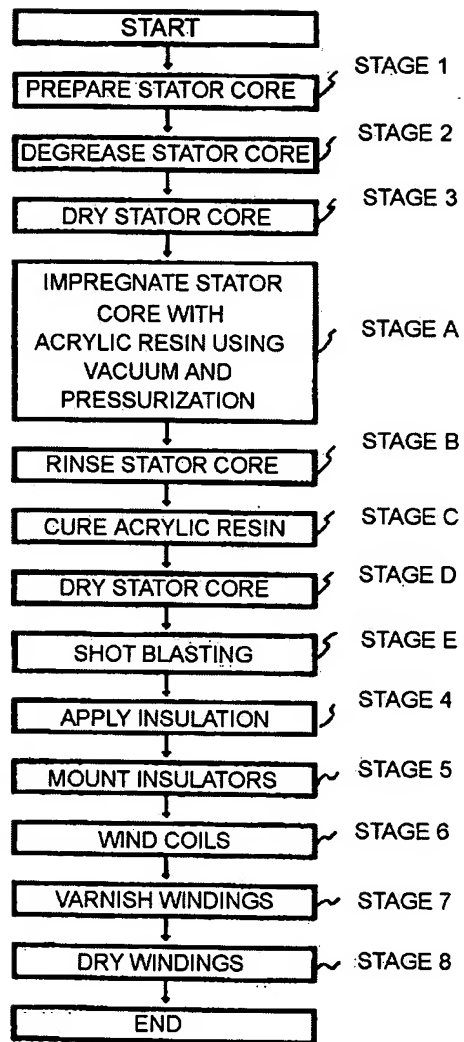 START
PREPARE STATOR CORE
STAGE 1
DEGREASE STATOR CORE
STAGE 2
DRY STATOR CORE
STAGE 3
IMPREGNATE STATOR
CORE WITH
ACRYLIC RESIN USING
VACUUM AND
PRESSURIZATION
STAGE A
RINSE STATOR CORE
STAGE B
CURE ACRYLIC RESIN
STAGE C
DRY STATOR CORE
STAGE D
SHOT BLASTING
STAGE E
APPLY INSULATION
STAGE 4
MOUNT INSULATORS
STAGE 5
WIND COILS
STAGE 6
VARNISH WINDINGS
STAGE 7
DRY WINDINGS
STAGE 8
END